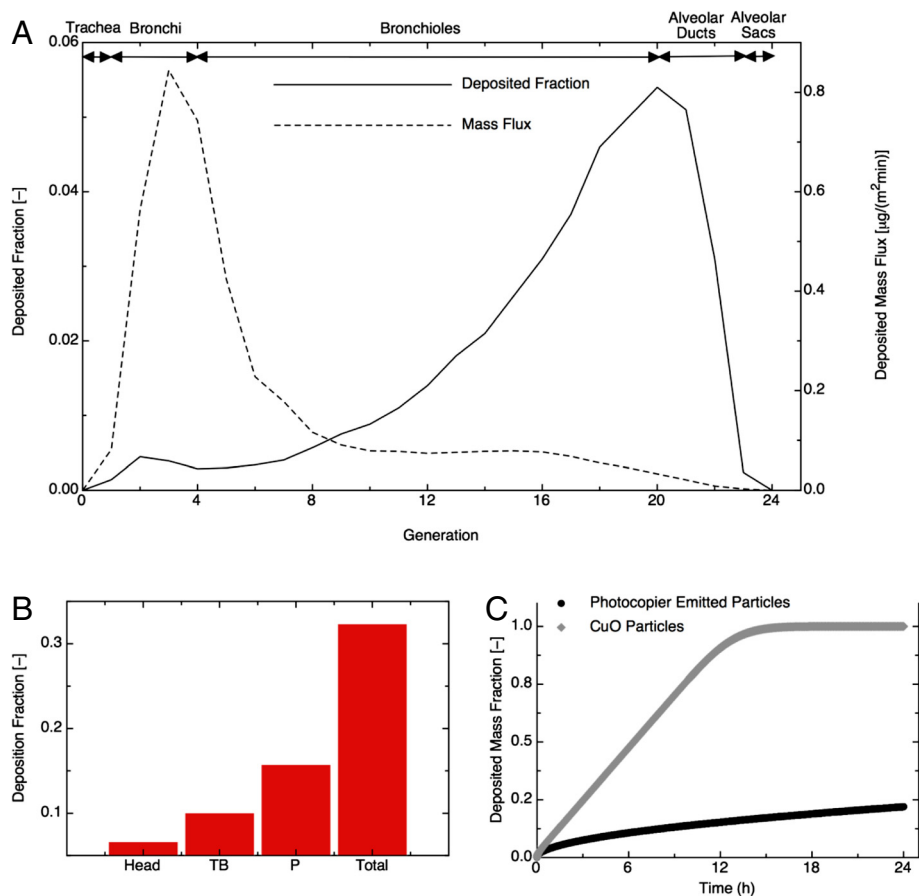 A
Trachea Bronchi Bronchioles Alveolar Ducts Alveolar Sacs
0.06
0.04
0.02
0.00
Deposited Fraction [–]
Deposited Fraction
Mass Flux
0.8
0.6
0.4
0.2
0.0
Deposited Mass Flux [µg/(m²min)]
0 4 8 12 16 20 24
Generation
B
0.3
0.2
0.1
Deposition Fraction [–]
Head TB P Total
C
Photocopier Emitted Particles
CuO Particles
1.0
0.8
0.5
0.2
0.0
Deposited Mass Fraction [–]
0 6 12 18 24
Time (h)